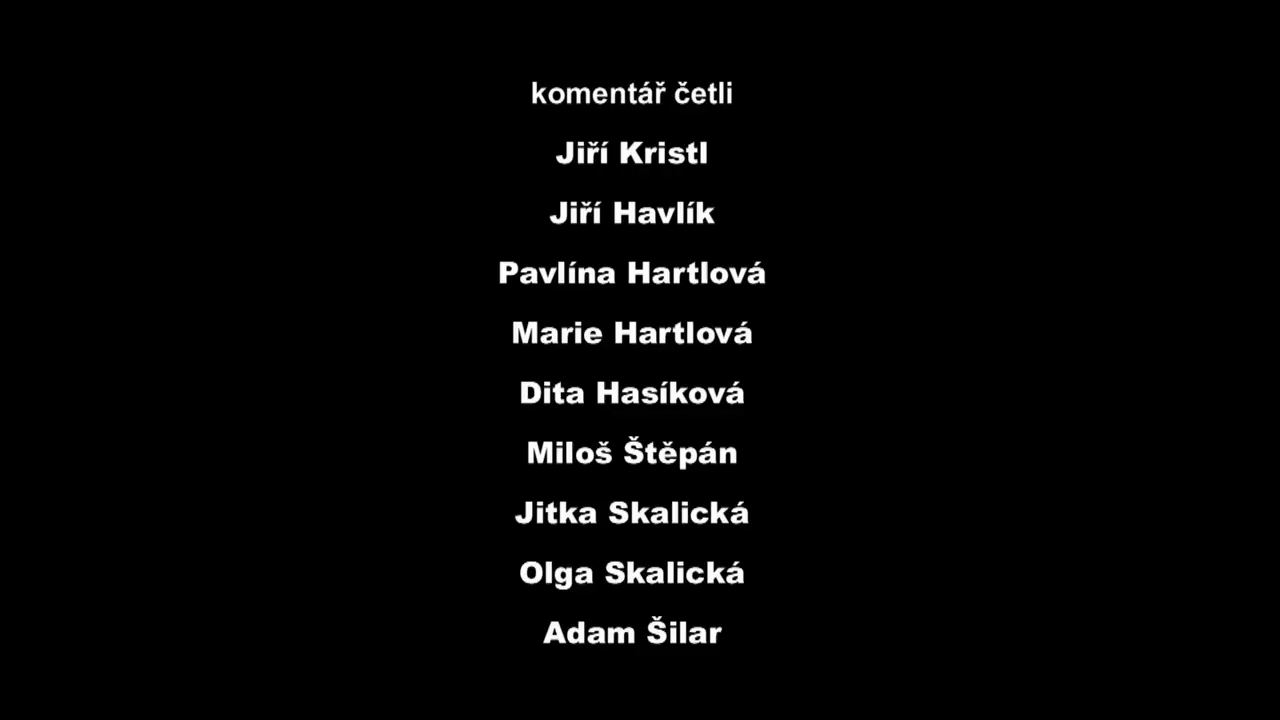 komentář četli
Jiří Kristl
Jiří Havlík
Pavlína Hartlová
Marie Hartlová
Dita Hasíková
Miloš Štěpán
Jitka Skalická
Olga Skalická
Adam Šilar